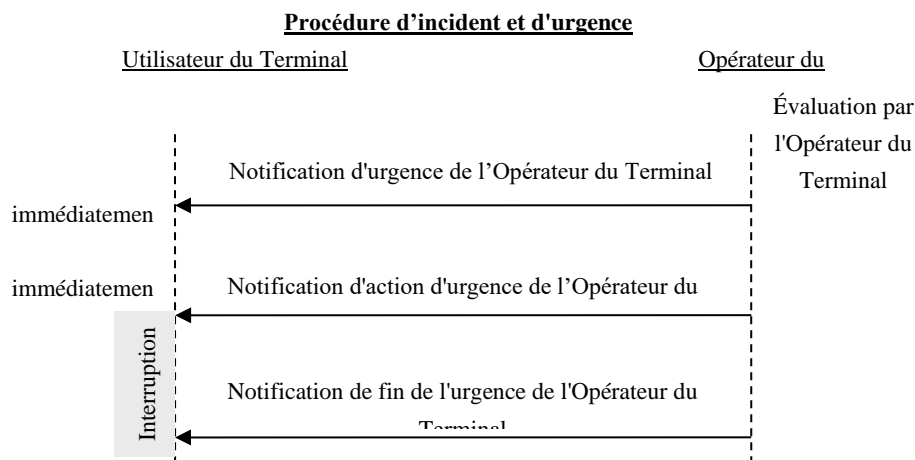 Procédure d’incident et d'urgence
Utilisateur du Terminal
Opérateur du
Évaluation par
l'Opérateur du
Terminal
Notification d'urgence de l’Opérateur du Terminal
immédiatemen
immédiatemen
Notification d'action d'urgence de l’Opérateur du
Interruption
Notification de fin de l'urgence de l'Opérateur du
Terminal